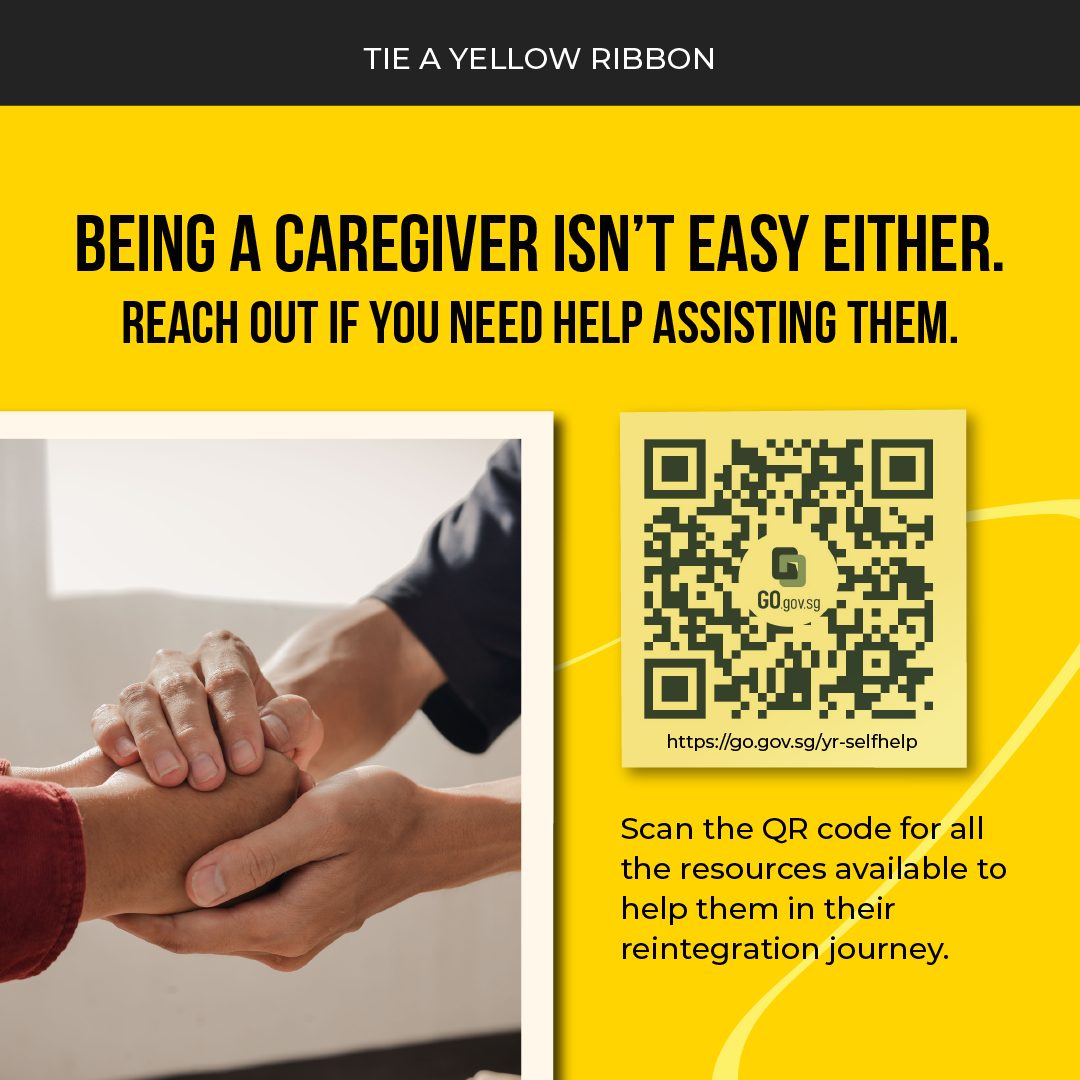 TIE A YELLOW RIBBON
BEING A CAREGIVER ISN'T EASY EITHER.
REACH OUT IF YOU NEED HELP ASSISTING THEM.
GO.gov.sg
https://go.gov.sg/yr-selfhelp
Scan the QR code for all
the resources available to
help them in their
reintegration journey.